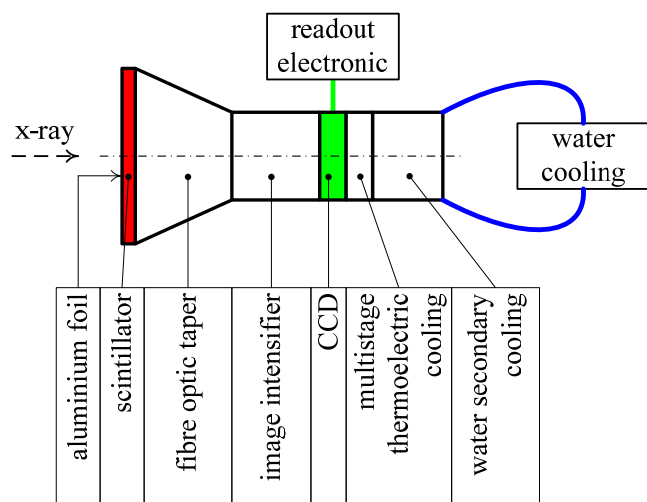 readout
electronic
x-ray
water
cooling
aluminium foil
scintillator
fibre optic taper
image intensifier
CCD
multistage
thermoelectric
cooling
water secondary
cooling